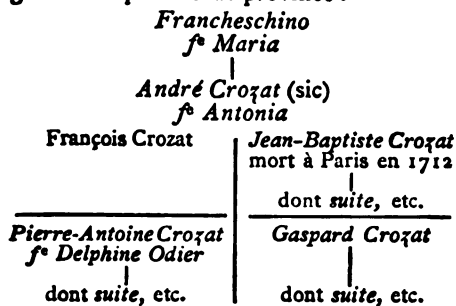 Francheschino
fᵉ Maria
André Crozat (sic)
fᵉ Antonia
François Crozat
Jean-Baptiste Crozat
mort à Paris en 1712
dont suite, etc.
Pierre-Antoine Crozat
fᵉ Delphine Odier
dont suite, etc.
Gaspard Crozat
dont suite, etc.